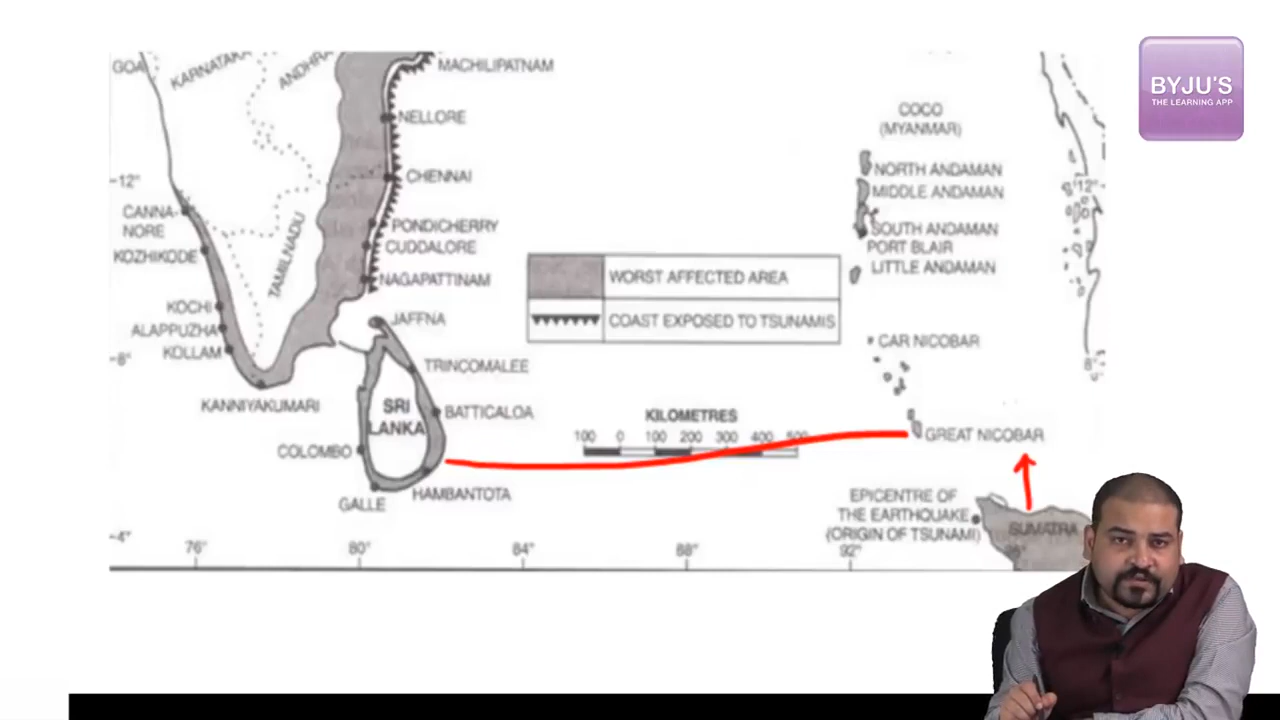 BYJU'S
THE LEARNING APP
GOA
KARNATAKA
ANDHRA
MACHILIPATNAM
NELLORE
CHENNAI
12°
CANNA-
NORE
KOZHIKODE
TAMILNADU
PONDICHERRY
CUDDALORE
NAGAPATTINAM
KOCHI
ALAPPUZHA
KOLLAM
8°
KANNIYAKUMARI
JAFFNA
TRINCOMALEE
SRI
LANKA
BATTICALOA
COLOMBO
HAMBANTOTA
GALLE
WORST AFFECTED AREA
COAST EXPOSED TO TSUNAMIS
KILOMETRES
100 0 100 200 300 400 500
COCO
(MYANMAR)
NORTH ANDAMAN
MIDDLE ANDAMAN
SOUTH ANDAMAN
PORT BLAIR
LITTLE ANDAMAN
CAR NICOBAR
GREAT NICOBAR
12°
8°
EPICENTRE OF
THE EARTHQUAKE
(ORIGIN OF TSUNAMI)
SUMATRA
4°
76° 80° 84° 88° 92°